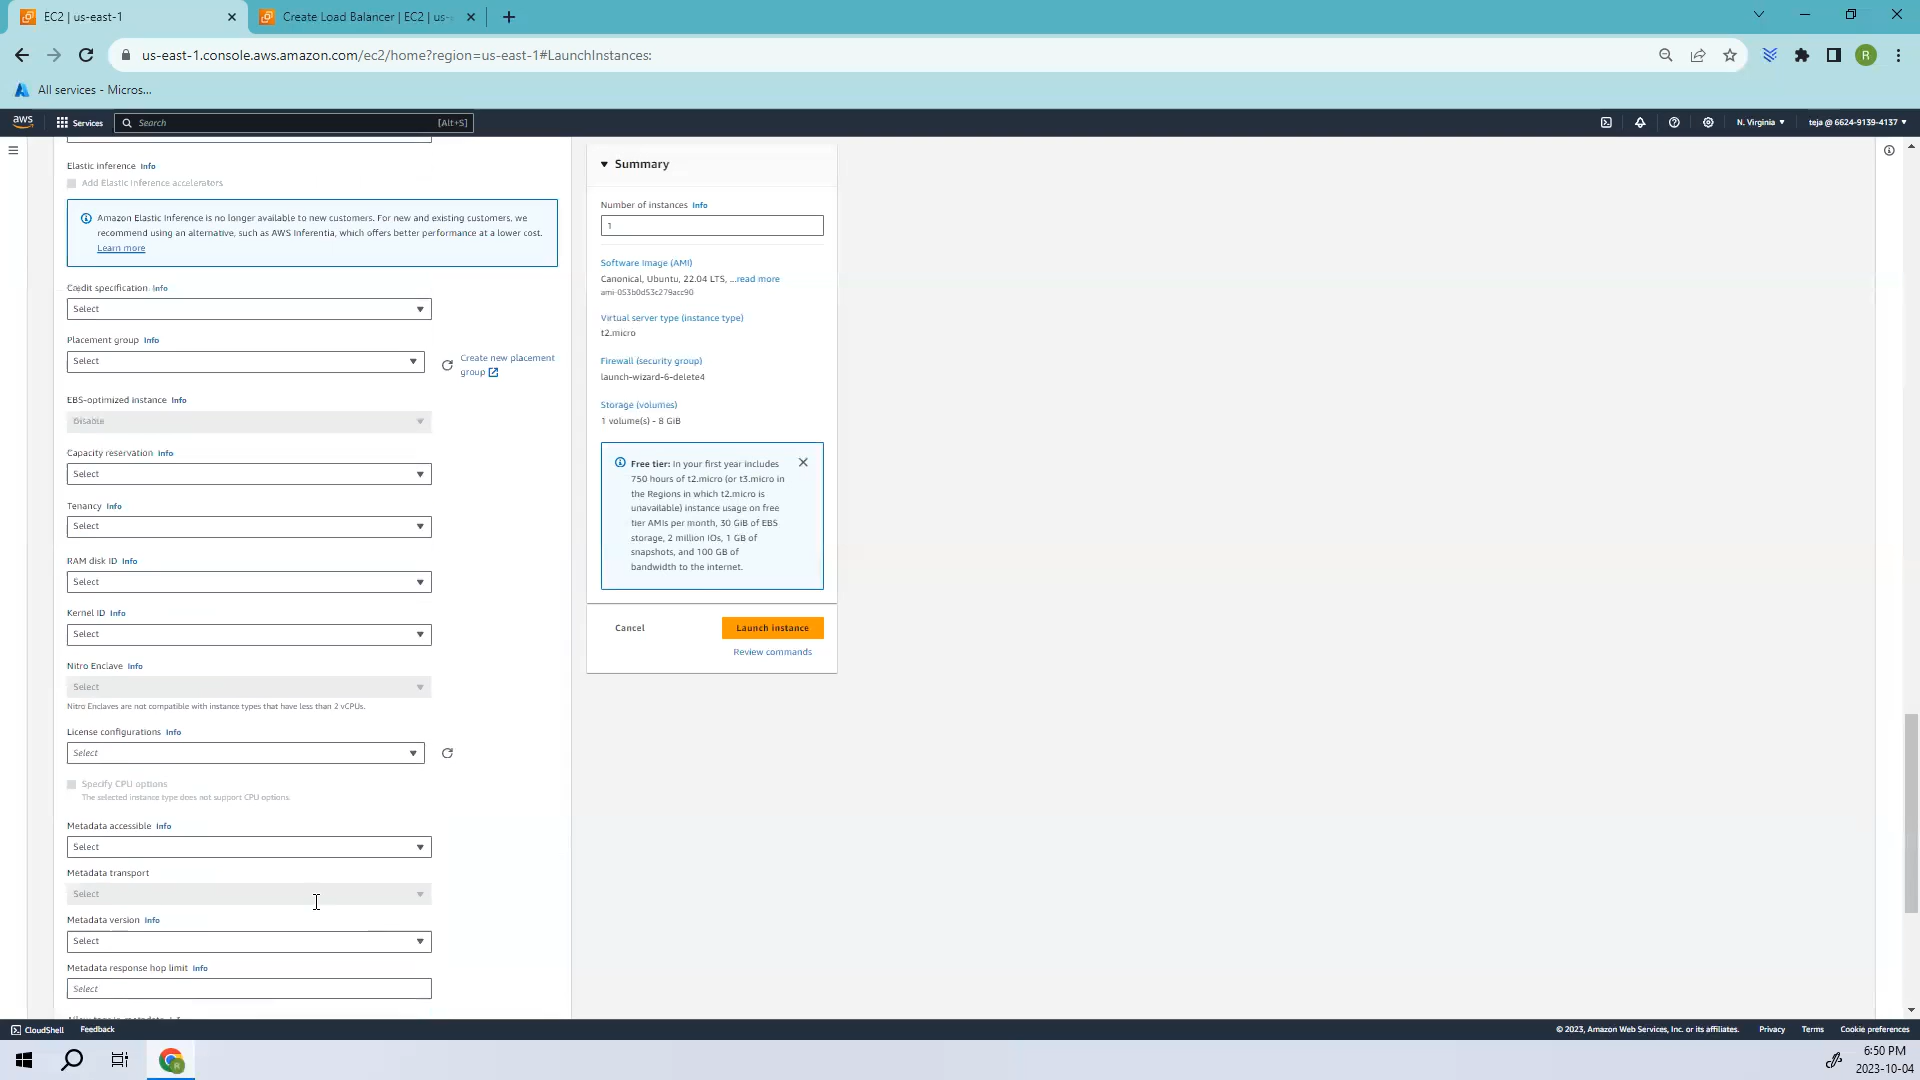 EC2 | us-east-1
Create Load Balancer | EC2 | us-
us-east-1.console.aws.amazon.com/ec2/home?region=us-east-1#LaunchInstances:
R
All services - Micros...
aws
Services
Search
[Alt+S]
N. Virginia
teja @ 6624-9139-4137
Elastic inference Info
Add Elastic Inference accelerators
Amazon Elastic Inference is no longer available to new customers. For new and existing customers, we
recommend using an alternative, such as AWS Inferentia, which offers better performance at a lower cost.
Learn more
Credit specification Info
Select
Placement group Info
Select
Create new placement
group
EBS-optimized instance Info
Disable
Capacity reservation Info
Select
Tenancy Info
Select
RAM disk ID Info
Select
Kernel ID Info
Select
Nitro Enclave Info
Select
Nitro Enclaves are not compatible with instance types that have less than 2 vCPUs.
License configurations Info
Select
Specify CPU options
The selected instance type does not support CPU options.
Metadata accessible Info
Select
Metadata transport
Select
Metadata version Info
Select
Metadata response hop limit Info
Select
Summary
Number of instances Info
1
Software Image (AMI)
Canonical, Ubuntu, 22.04 LTS, ...read more
ami-053b0d53c279acc90
Virtual server type (instance type)
t2.micro
Firewall (security group)
launch-wizard-6-delete4
Storage (volumes)
1 volume(s) - 8 GiB
Free tier: In your first year includes
750 hours of t2.micro (or t3.micro in
the Regions in which t2.micro is
unavailable) instance usage on free
tier AMIs per month, 30 GiB of EBS
storage, 2 million IOs, 1 GB of
snapshots, and 100 GB of
bandwidth to the internet.
Cancel
Launch instance
Review commands
CloudShell
Feedback
© 2023, Amazon Web Services, Inc. or its affiliates.
Privacy
Terms
Cookie preferences
6:50 PM
2023-10-04